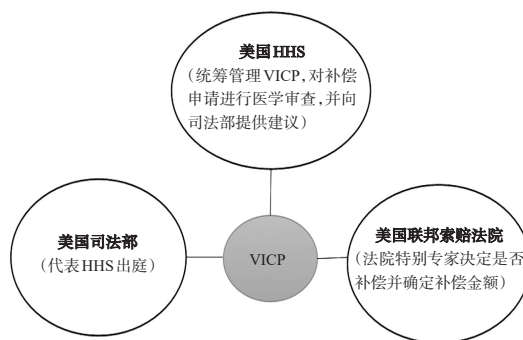 美国HHS
（统筹管理VICP，对补偿
申请进行医学审查，并向
司法部提供建议）
美国司法部
（代表HHS出庭）
VICP
美国联邦索赔法院
（法院特别专家决定是否
补偿并确定补偿金额）